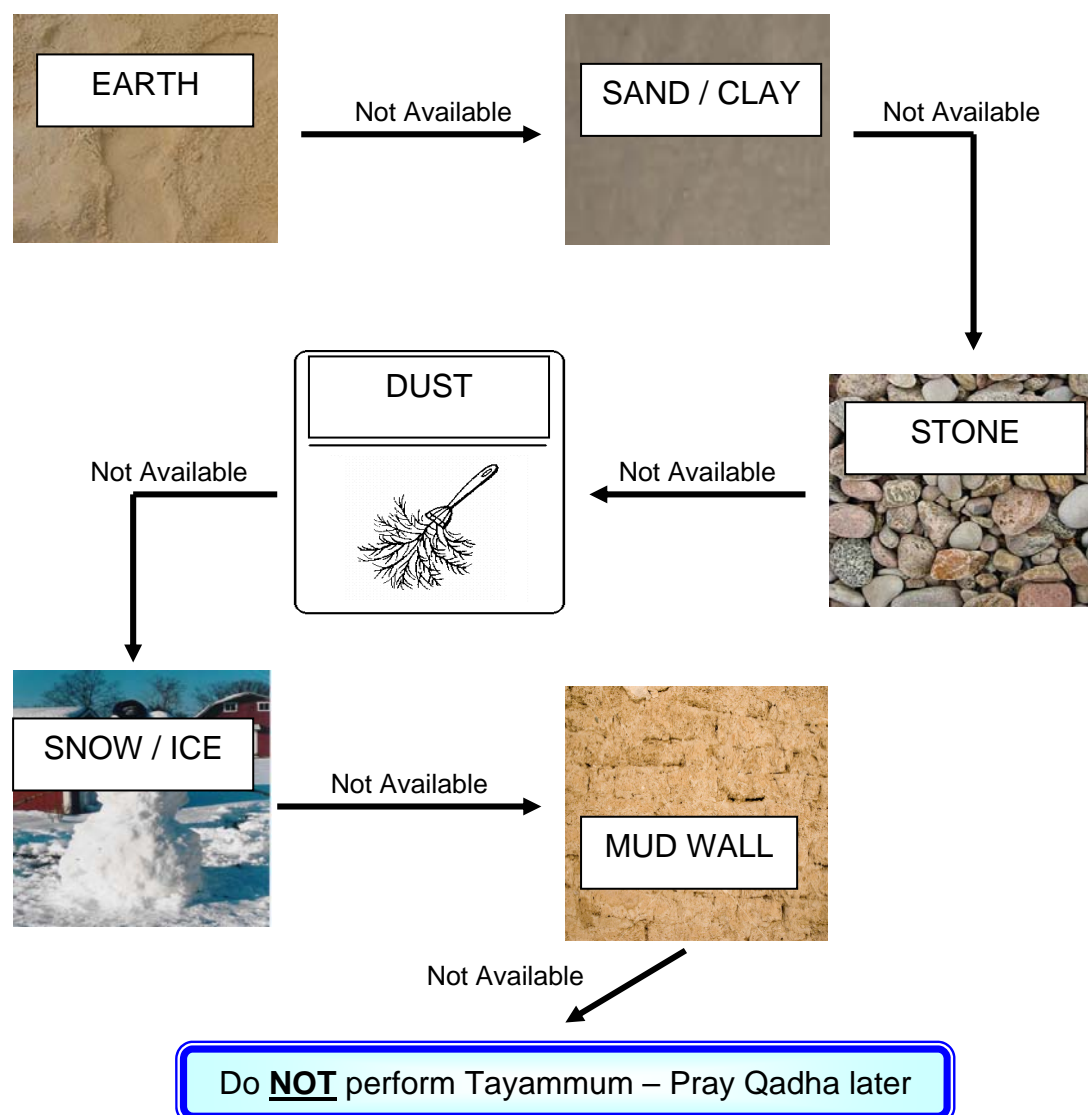 EARTH
Not Available
SAND / CLAY
Not Available
STONE
Not Available
DUST
Not Available
SNOW / ICE
Not Available
MUD WALL
Not Available
Do NOT perform Tayammum – Pray Qadha later